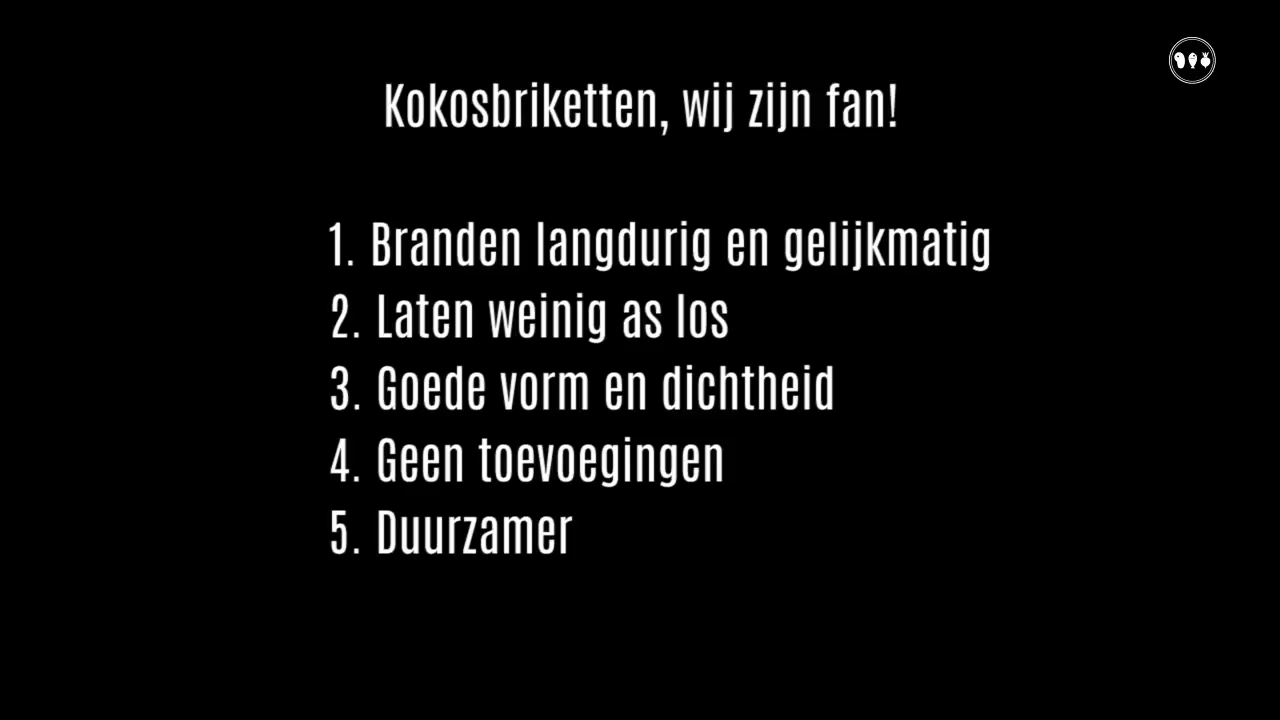 Kokosbriketten, wij zijn fan!
1. Branden langdurig en gelijkmatig
2. Laten weinig as los
3. Goede vorm en dichtheid
4. Geen toevoegingen
5. Duurzamer